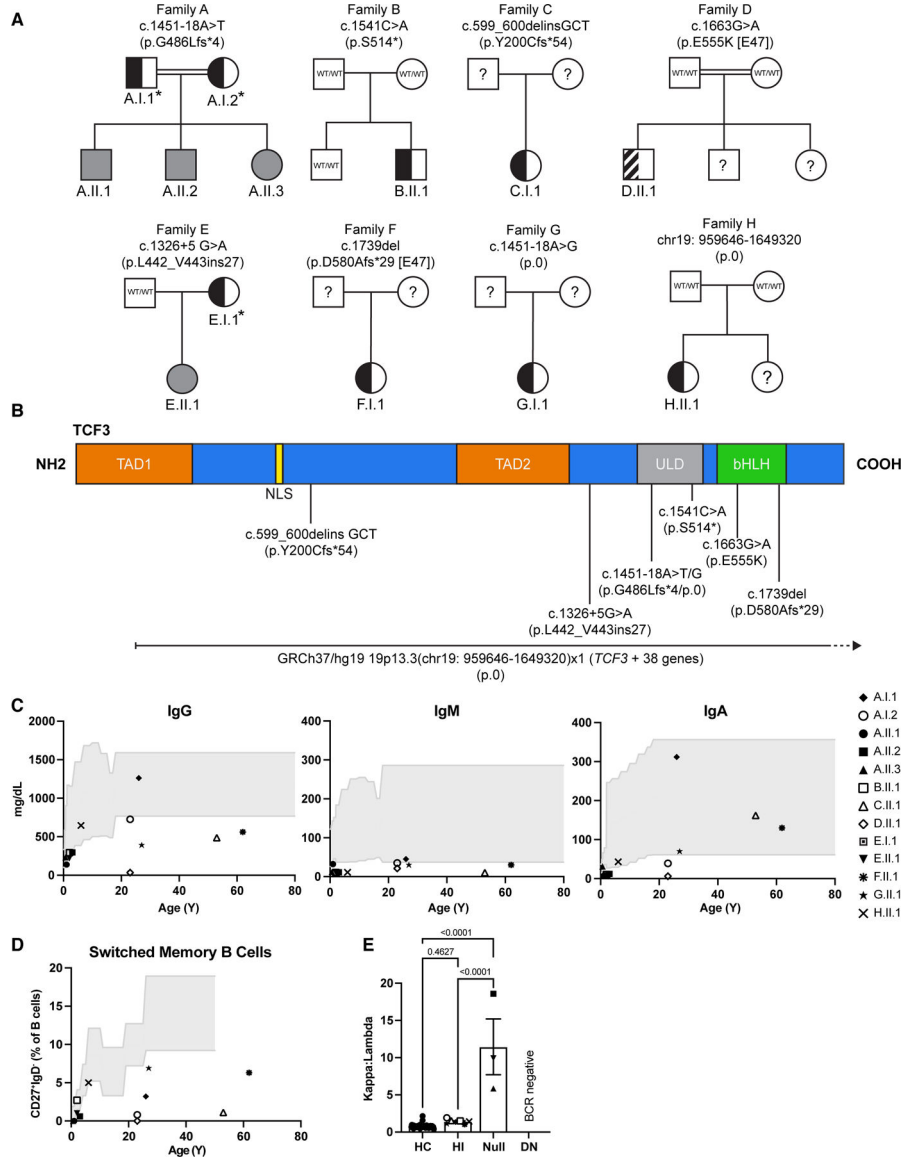 A
Family A
c.1451-18A>T
(p.G486Lfs*4)
Family B
c.1541C>A
(p.S514*)
Family C
c.599_600delinsGCT
(p.Y200Cfs*54)
Family D
c.1663G>A
(p.E555K [E47])
WT/WT
WT/WT
?
?
WT/WT
WT/WT
A.I.1*
A.I.2*
WT/WT
?
?
A.II.1
A.II.2
A.II.3
B.II.1
C.I.1
D.II.1
Family E
c.1326+5 G>A
(p.L442_V443ins27)
Family F
c.1739del
(p.D580Afs*29 [E47])
Family G
c.1451-18A>G
(p.0)
Family H
chr19: 959646-1649320
(p.0)
WT/WT
?
?
?
?
WT/WT
WT/WT
E.I.1*
?
E.II.1
F.I.1
G.I.1
H.II.1
B
TCF3
NH2
TAD1
TAD2
ULD
bHLH
COOH
NLS
c.599_600delins GCT
(p.Y200Cfs*54)
c.1541C>A
(p.S514*)
c.1663G>A
(p.E555K)
c.1451-18A>T/G
(p.G486Lfs*4/p.0)
c.1739del
(p.D580Afs*29)
c.1326+5G>A
(p.L442_V443ins27)
GRCh37/hg19 19p13.3(chr19: 959646-1649320)x1 (TCF3 + 38 genes)
(p.0)
C
IgG
mg/dL
2000
1500
1000
500
0
0 20 40 60 80
Age (Y)
IgM
400
300
200
100
0
0 20 40 60 80
Age (Y)
IgA
400
300
200
100
0
0 20 40 60 80
Age (Y)
A.I.1
A.I.2
A.II.1
A.II.2
A.II.3
B.II.1
C.II.1
D.II.1
E.I.1
E.II.1
F.II.1
G.II.1
H.II.1
D
Switched Memory B Cells
CD27+IgD- (% of B cells)
20
15
10
5
0
0 20 40 60 80
Age (Y)
E
<0.0001
0.4627
<0.0001
Kappa:Lambda
20
15
10
5
0
BCR negative
HC HI Null DN